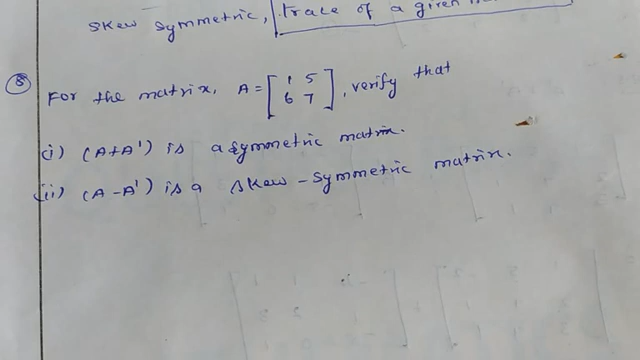 Skew symmetric, trace of a given
⑧ For the matrix, A = [ 1 5
6 7 ], verify that
(i) (A+A') is a symmetric matrix.
(ii) (A-A') is a skew-symmetric matrix.